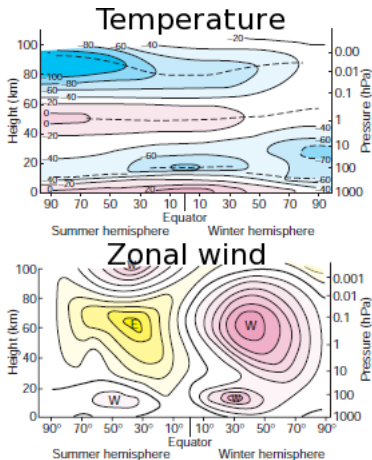 Temperature
100
80
60
40
20
0
Height (km)
-80
-60
-40
-20
-100
-60
-60
-40
-20
0
0
-20
-40
-60
-40
-60
-60
-40
-40
-20
0
20
0.00
0.01
0.1
1
10
100
1000
Pressure (hPa)
90 70 50 30 10 10 30 50 70 90
Equator
Summer hemisphere Winter hemisphere
Zonal wind
100
80
60
40
20
0
Height (km)
W
E
W
W
W
0.001
0.01
0.1
1
10
100
1000
Pressure (hPa)
90° 70° 50° 30° 10° 10° 30° 50° 70° 90°
Equator
Summer hemisphere Winter hemisphere